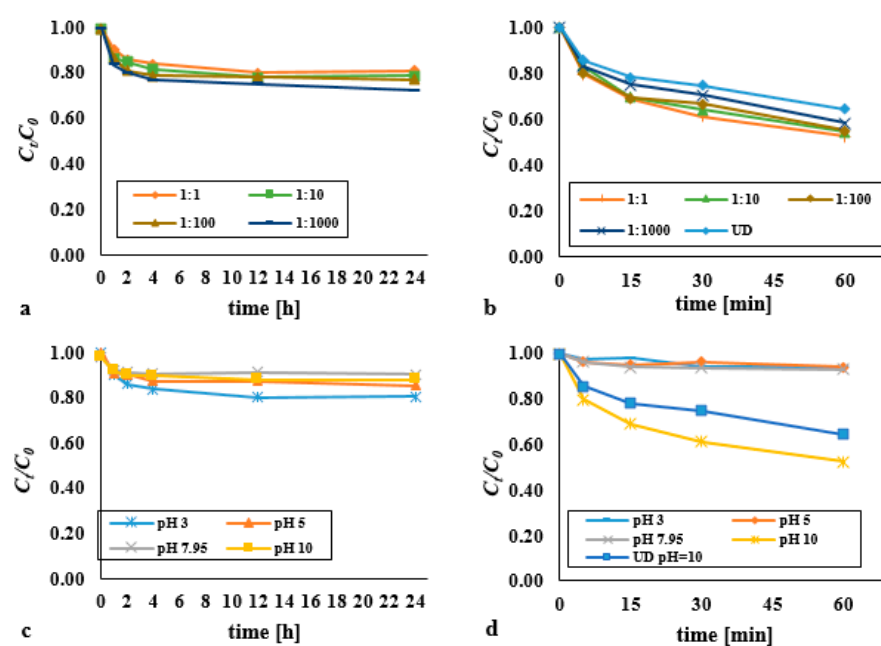 1.00
0.80
0.60
0.40
0.20
0.00
Ct/C0
1:1 1:10
1:100 1:1000
0 2 4 6 8 10 12 14 16 18 20 22 24
time [h]
a
1.00
0.80
0.60
0.40
0.20
0.00
Ct/C0
1:1 1:10 1:100
1:1000 UD
0 15 30 45 60
time [min]
b
1.00
0.80
0.60
0.40
0.20
0.00
Ct/C0
pH 3 pH 5
pH 7.95 pH 10
0 2 4 6 8 10 12 14 16 18 20 22 24
time [h]
c
1.00
0.80
0.60
0.40
0.20
0.00
Ct/C0
pH 3 pH 5
pH 7.95 pH 10
UD pH=10
0 15 30 45 60
time [min]
d